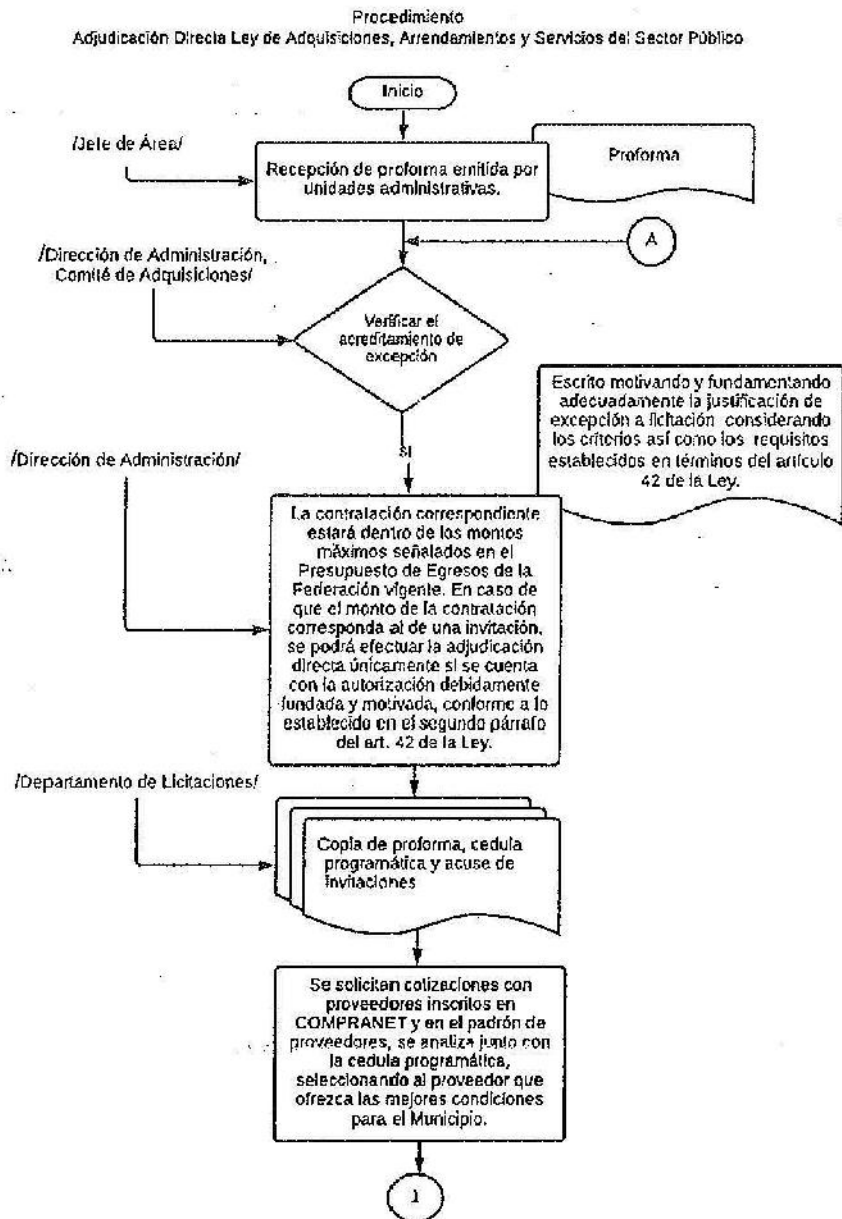 Procedimiento
Adjudicación Directa Ley de Adquisiciones, Arrendamientos y Servicios del Sector Público
Inicio
/Jefe de Área/
Recepción de proforma emitida por
unidades administrativas.
Proforma
A
/Dirección de Administración,
Comité de Adquisiciones/
Verificar el
acreditamiento de
excepción
Escrito motivando y fundamentando
adecuadamente la justificación de
excepción a licitación considerando
los criterios así como los requisitos
establecidos en términos del artículo
42 de la Ley.
SI
/Dirección de Administración/
La contratación correspondiente
estará dentro de los montos
máximos señalados en el
Presupuesto de Egresos de la
Federación vigente. En caso de
que el monto de la contratación
corresponda al de una invitación,
se podrá efectuar la adjudicación
directa únicamente si se cuenta
con la autorización debidamente
fundada y motivada, conforme a lo
establecido en el segundo párrafo
del art. 42 de la Ley.
/Departamento de Licitaciones/
Copia de proforma, cedula
programática y acuse de
invitaciones
Se solicitan cotizaciones con
proveedores inscritos en
COMPRANET y en el padrón de
proveedores, se analiza junto con
la cedula programática,
seleccionando al proveedor que
ofrezca las mejores condiciones
para el Municipio.
1